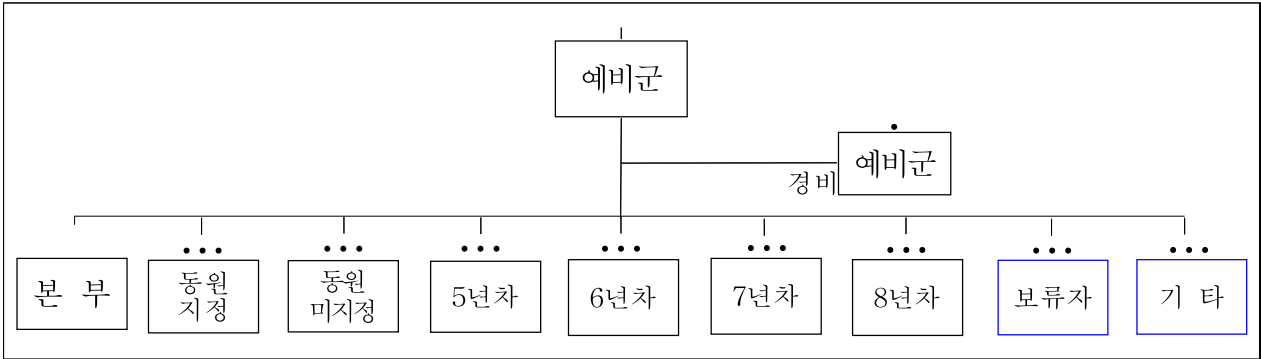 예비군
예비군
경비
본 부
동원
지정
동원
미지정
5년차
6년차
7년차
8년차
보류자
기 타